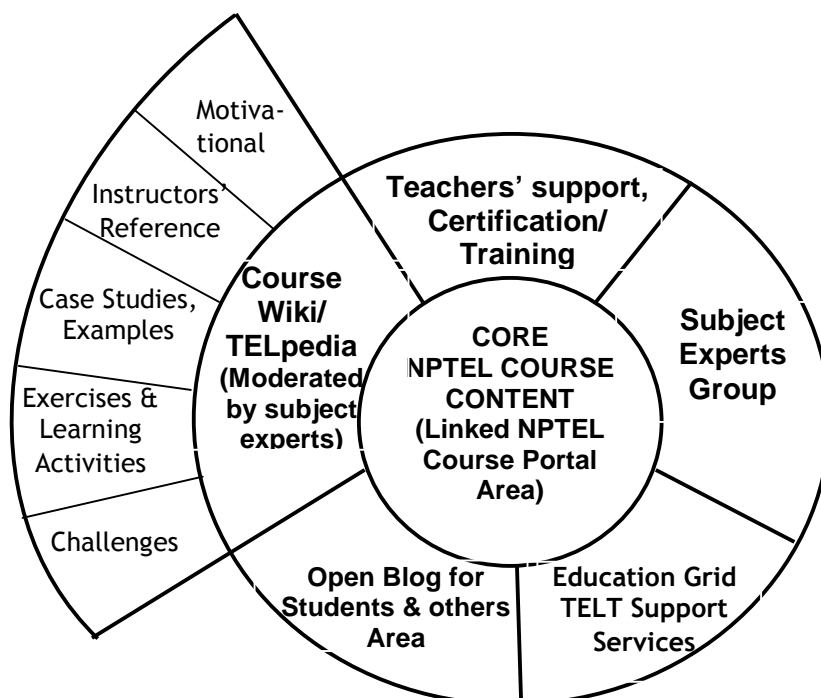 Motiva-
tional
Instructors'
Reference
Case Studies,
Examples
Exercises &
Learning
Activities
Challenges
Course
Wiki/
TELpedia
(Moderated
by subject
experts)
Teachers' support,
Certification/
Training
Subject
Experts
Group
CORE
NPTEL COURSE
CONTENT
(Linked NPTEL
Course Portal
Area)
Open Blog for
Students & others
Area
Education Grid
TELT Support
Services